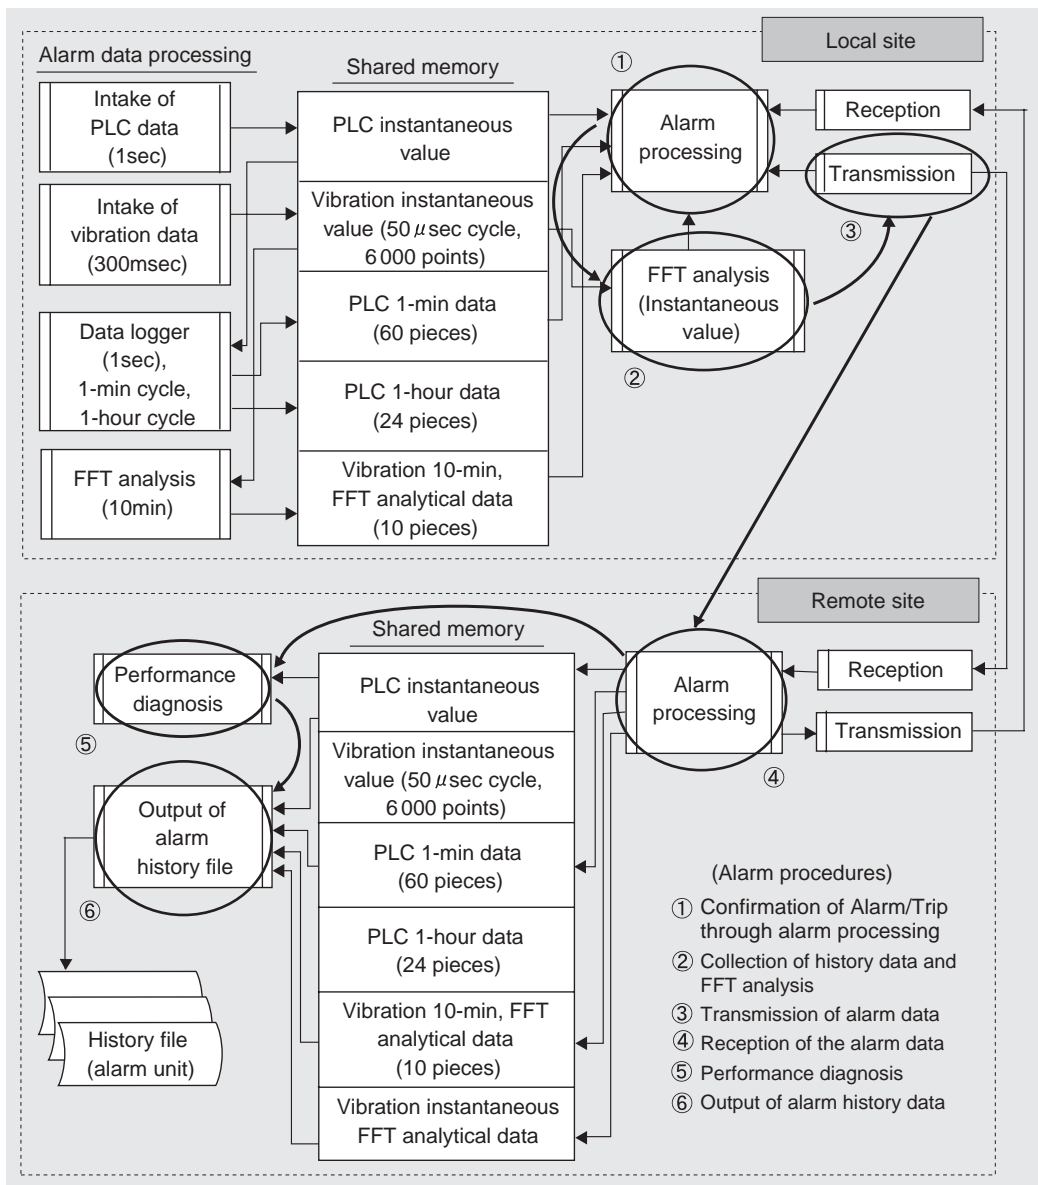 Local site
Alarm data processing
Shared memory
①
Intake of
PLC data
(1sec)
Intake of
vibration data
(300msec)
Data logger
(1sec),
1-min cycle,
1-hour cycle
FFT analysis
(10min)
PLC instantaneous
value
Vibration instantaneous
value (50 μsec cycle,
6000 points)
PLC 1-min data
(60 pieces)
PLC 1-hour data
(24 pieces)
Vibration 10-min,
FFT analytical data
(10 pieces)
Alarm
processing
Reception
Transmission
③
FFT analysis
(Instantaneous
value)
②
Remote site
Shared memory
Performance
diagnosis
⑤
Output of
alarm
history file
⑥
History file
(alarm unit)
PLC instantaneous
value
Vibration instantaneous
value (50 μsec cycle,
6000 points)
PLC 1-min data
(60 pieces)
PLC 1-hour data
(24 pieces)
Vibration 10-min, FFT
analytical data
(10 pieces)
Vibration instantaneous
FFT analytical data
Alarm
processing
Reception
Transmission
④
(Alarm procedures)
① Confirmation of Alarm/Trip
through alarm processing
② Collection of history data and
FFT analysis
③ Transmission of alarm data
④ Reception of the alarm data
⑤ Performance diagnosis
⑥ Output of alarm history data